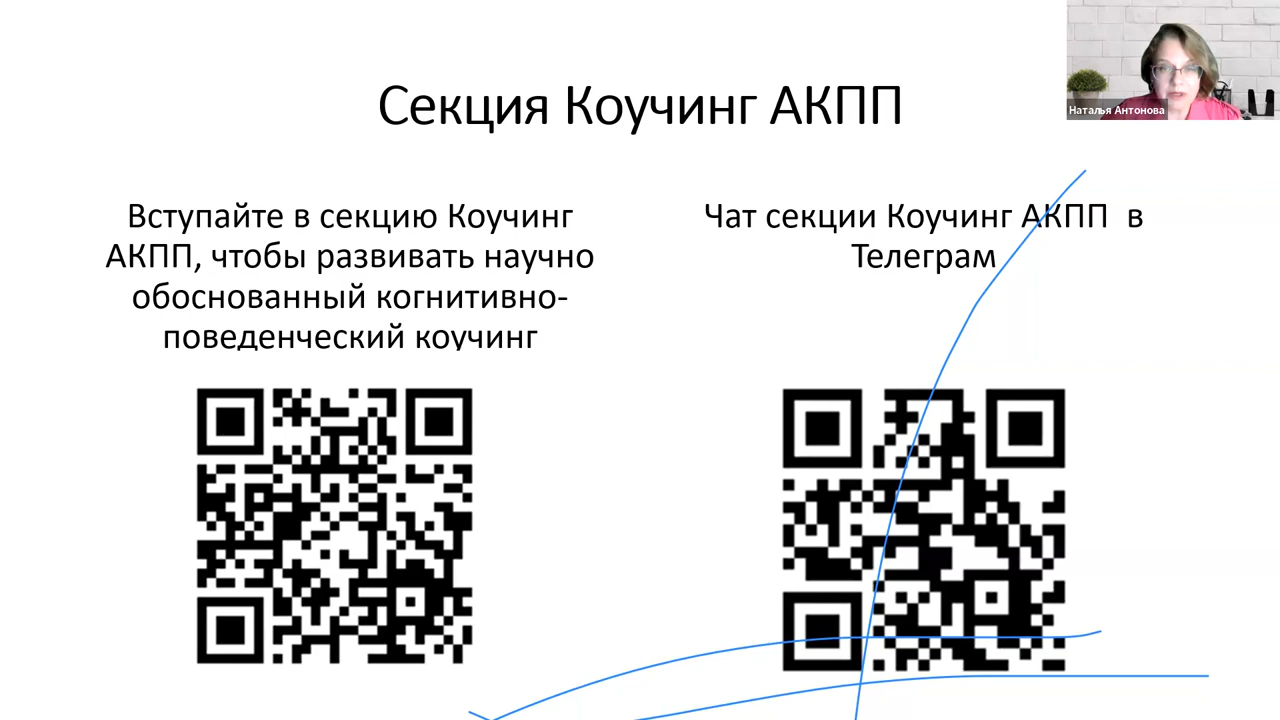 Секция Коучинг АКПП
Наталья Антонова
Вступайте в секцию Коучинг
АКПП, чтобы развивать научно
обоснованный когнитивно-
поведенческий коучинг
Чат секции Коучинг АКПП  в
Телеграм